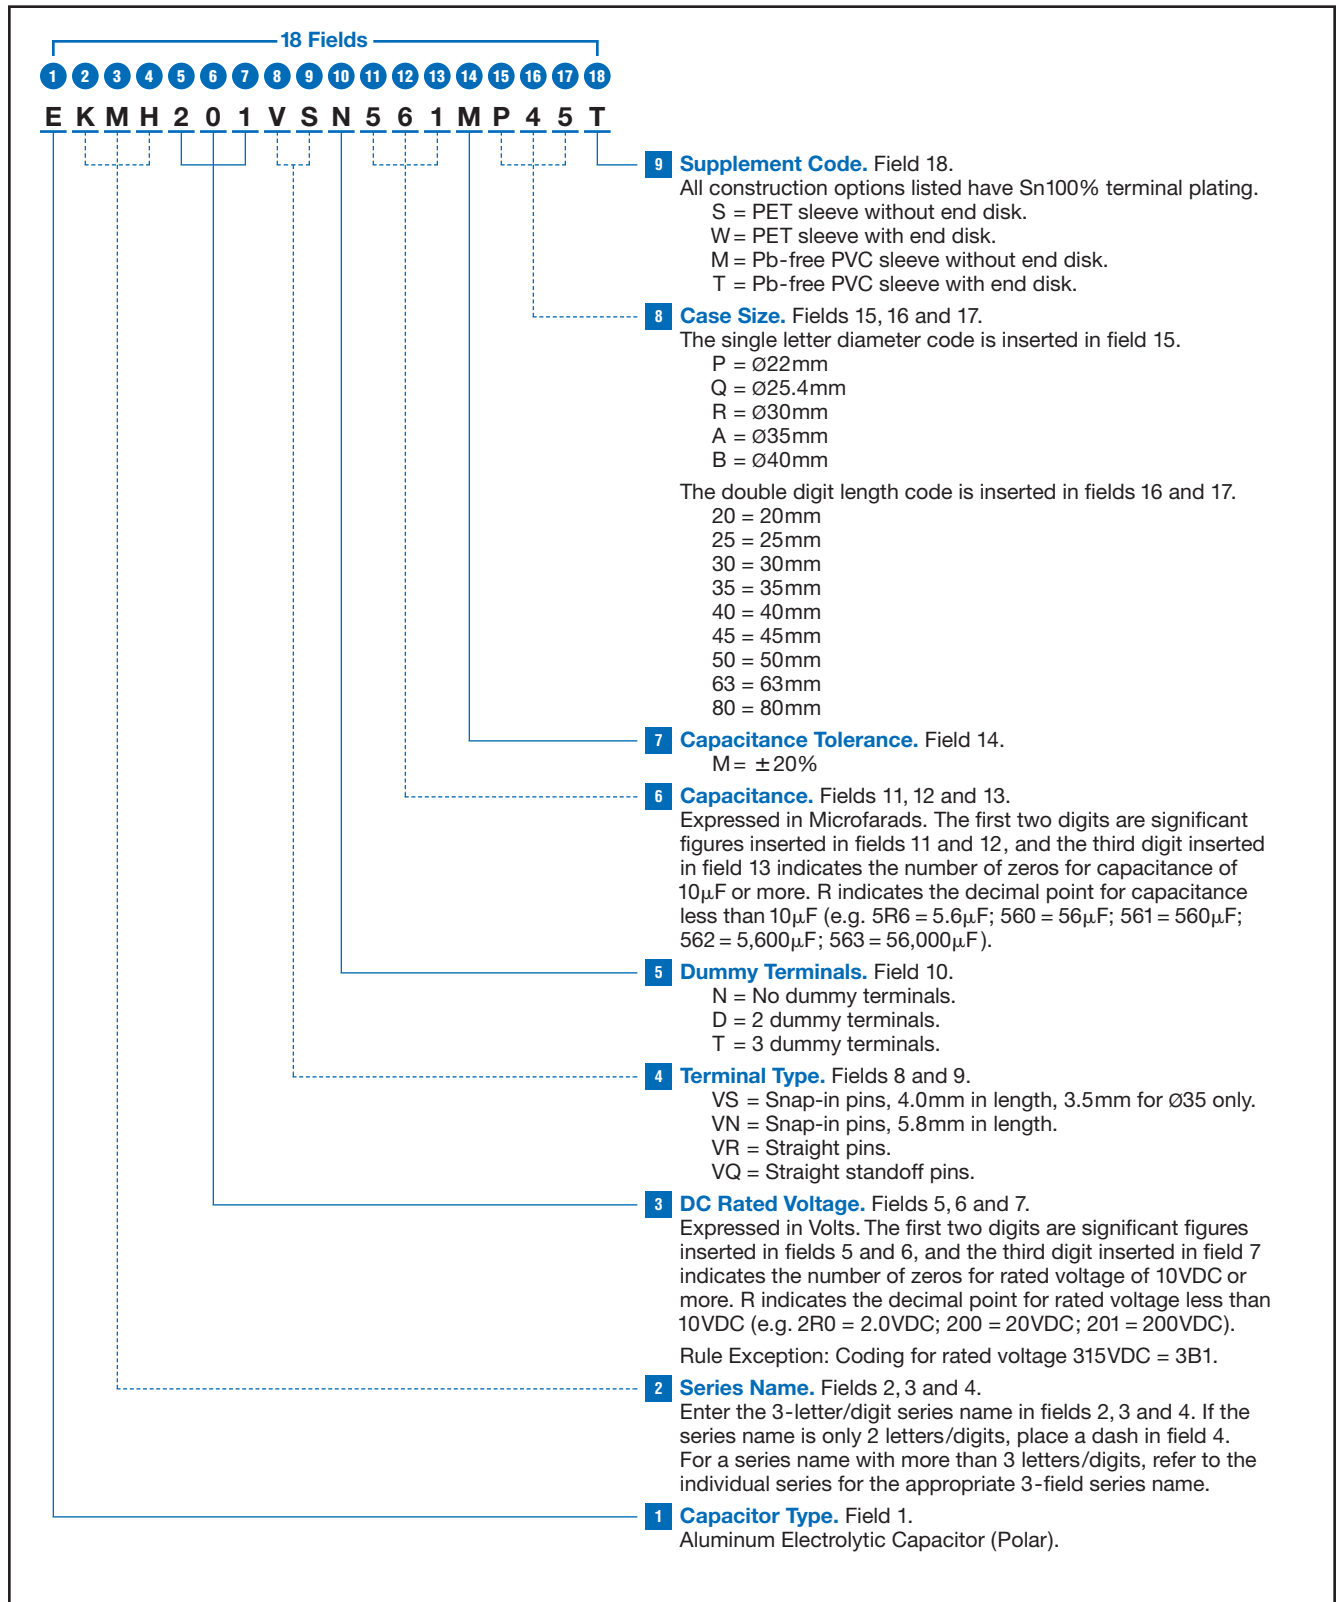 18 Fields
1 2 3 4 5 6 7 8 9 10 11 12 13 14 15 16 17 18
E K M H 2 0 1 V S N 5 6 1 M P 4 5 T
9 Supplement Code. Field 18.
All construction options listed have Sn100% terminal plating.
S = PET sleeve without end disk.
W = PET sleeve with end disk.
M = Pb-free PVC sleeve without end disk.
T = Pb-free PVC sleeve with end disk.
8 Case Size. Fields 15, 16 and 17.
The single letter diameter code is inserted in field 15.
P = Ø22mm
Q = Ø25.4mm
R = Ø30mm
A = Ø35mm
B = Ø40mm
The double digit length code is inserted in fields 16 and 17.
20 = 20mm
25 = 25mm
30 = 30mm
35 = 35mm
40 = 40mm
45 = 45mm
50 = 50mm
63 = 63mm
80 = 80mm
7 Capacitance Tolerance. Field 14.
M = ±20%
6 Capacitance. Fields 11, 12 and 13.
Expressed in Microfarads. The first two digits are significant
figures inserted in fields 11 and 12, and the third digit inserted
in field 13 indicates the number of zeros for capacitance of
10µF or more. R indicates the decimal point for capacitance
less than 10µF (e.g. 5R6 = 5.6µF; 560 = 56µF; 561 = 560µF;
562 = 5,600µF; 563 = 56,000µF).
5 Dummy Terminals. Field 10.
N = No dummy terminals.
D = 2 dummy terminals.
T = 3 dummy terminals.
4 Terminal Type. Fields 8 and 9.
VS = Snap-in pins, 4.0mm in length, 3.5mm for Ø35 only.
VN = Snap-in pins, 5.8mm in length.
VR = Straight pins.
VQ = Straight standoff pins.
3 DC Rated Voltage. Fields 5, 6 and 7.
Expressed in Volts. The first two digits are significant figures
inserted in fields 5 and 6, and the third digit inserted in field 7
indicates the number of zeros for rated voltage of 10VDC or
more. R indicates the decimal point for rated voltage less than
10VDC (e.g. 2R0 = 2.0VDC; 200 = 20VDC; 201 = 200VDC).
Rule Exception: Coding for rated voltage 315VDC = 3B1.
2 Series Name. Fields 2, 3 and 4.
Enter the 3-letter/digit series name in fields 2, 3 and 4. If the
series name is only 2 letters/digits, place a dash in field 4.
For a series name with more than 3 letters/digits, refer to the
individual series for the appropriate 3-field series name.
1 Capacitor Type. Field 1.
Aluminum Electrolytic Capacitor (Polar).